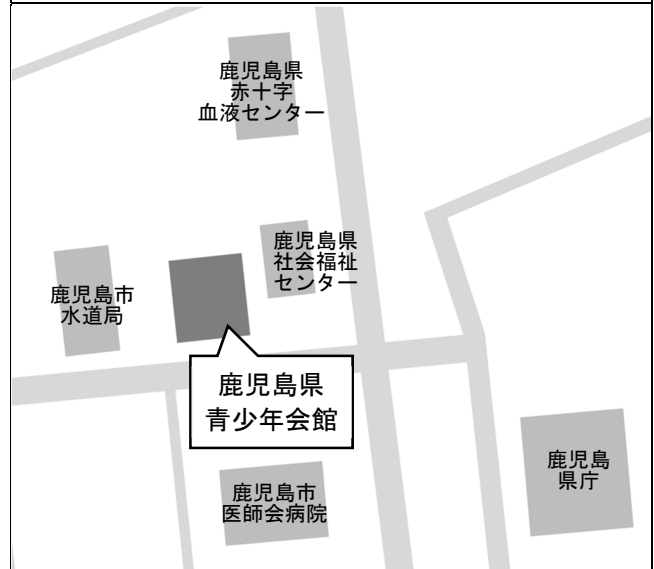 鹿児島県
赤十字
血液センター
鹿児島県
社会福祉
センター
鹿児島市
水道局
鹿児島県
青少年会館
鹿児島
県庁
鹿児島市
医師会病院